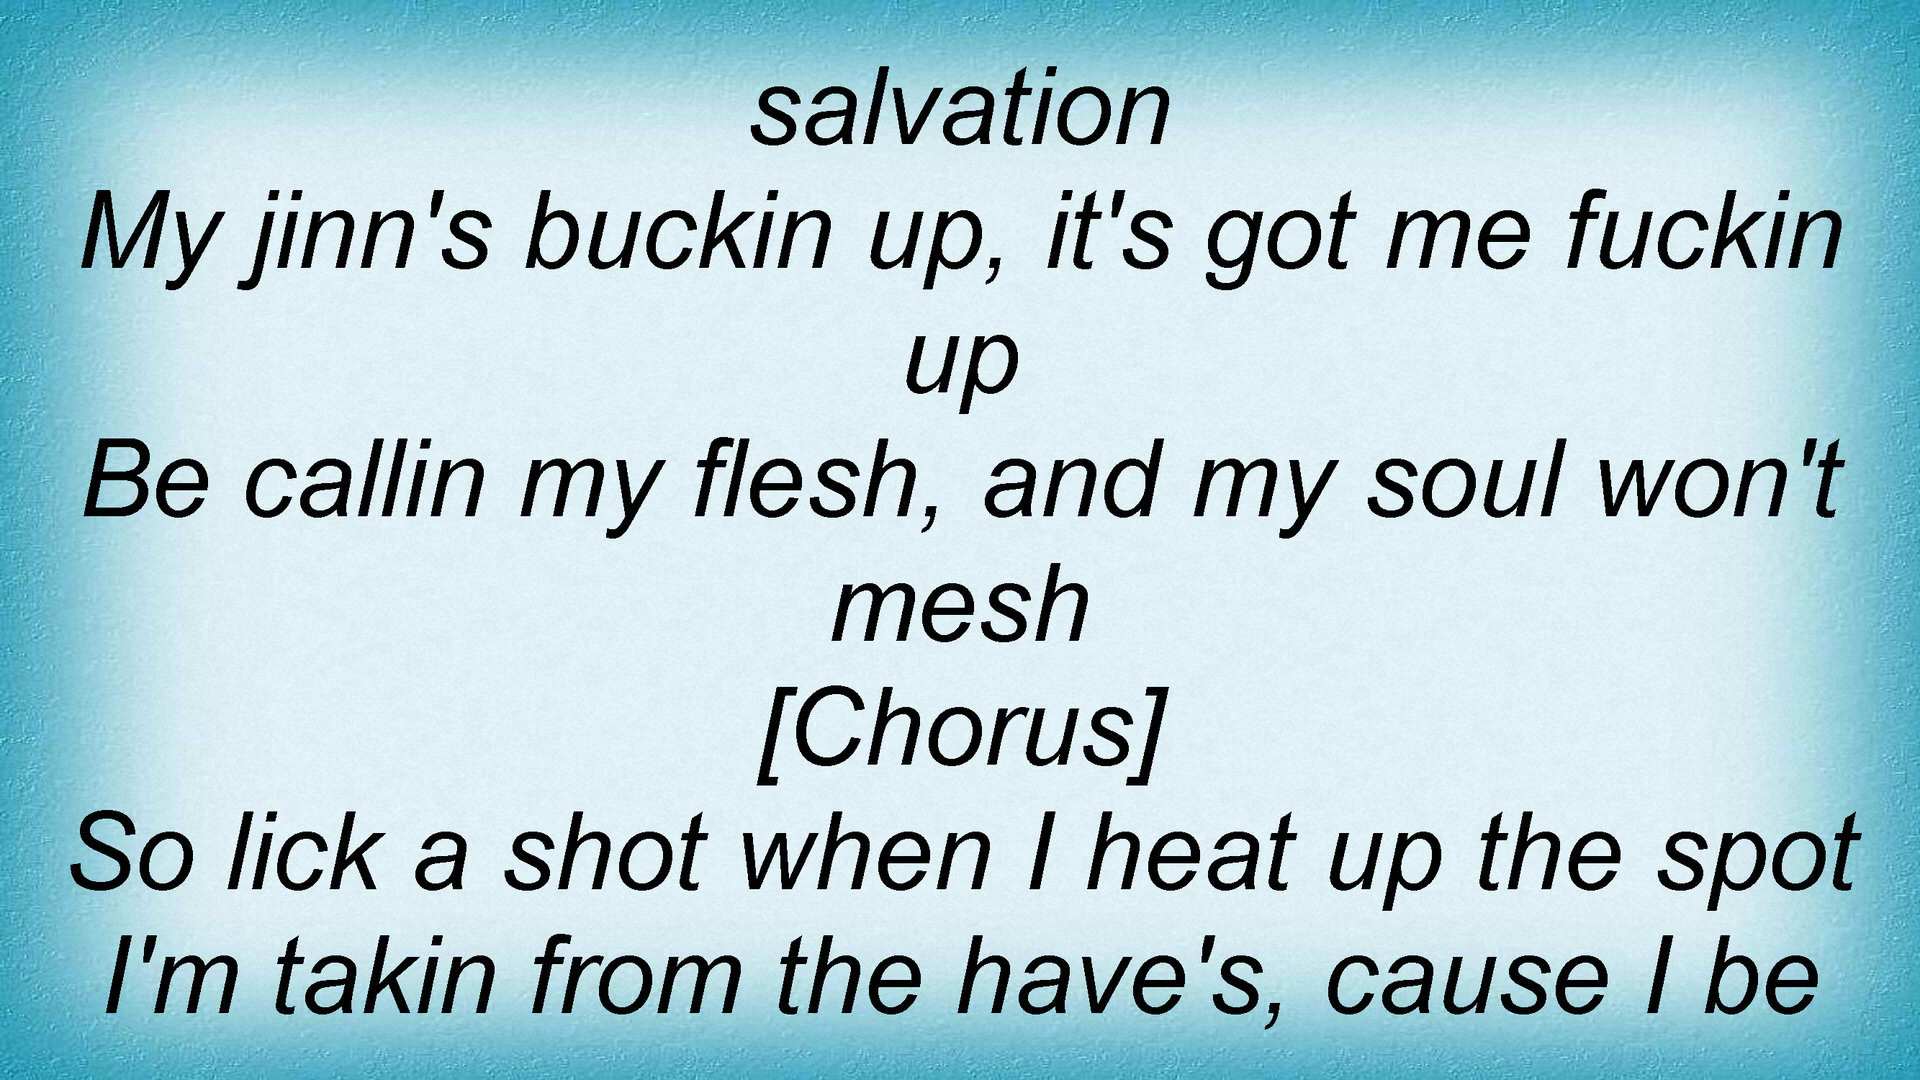 salvation
My jinn's buckin up, it's got me fuckin
up
Be callin my flesh, and my soul won't
mesh
[Chorus]
So lick a shot when I heat up the spot
I'm takin from the have's, cause I be